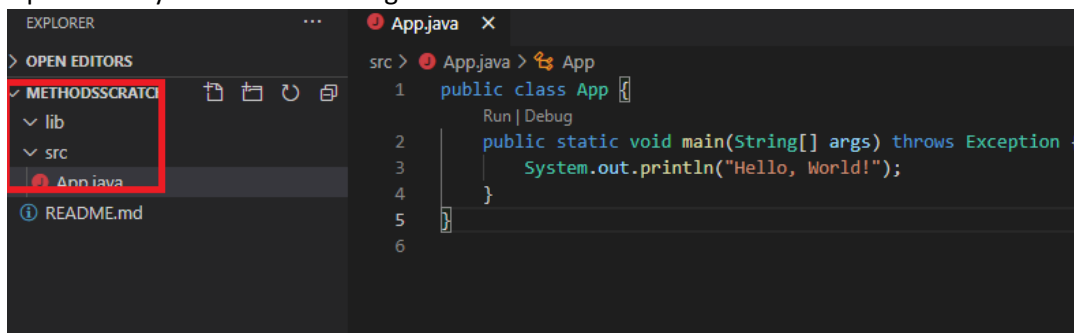 EXPLORER
...
App.java
OPEN EDITORS
src > App.java > App
METHODSSCRATCH
lib
src
App.java
README.md
1 public class App {
Run | Debug
2 public static void main(String[] args) throws Exception {
3 System.out.println("Hello, World!");
4 }
5 }
6